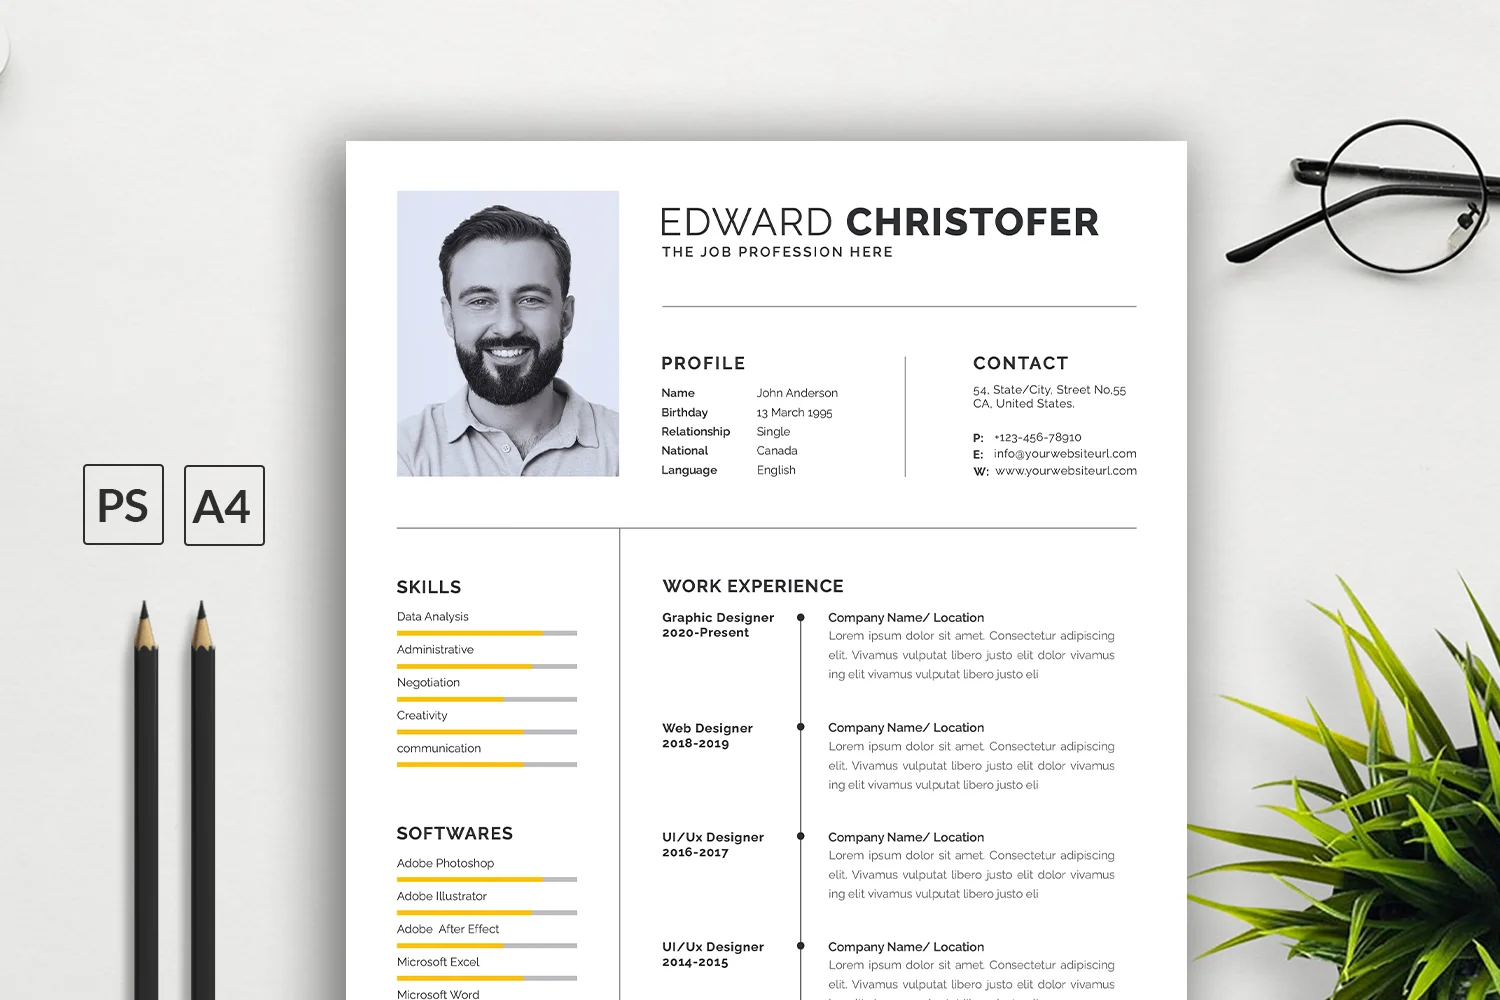 EDWARD CHRISTOFER
THE JOB PROFESSION HERE
PROFILE
Name John Anderson
Birthday 13 March 1995
Relationship Single
National Canada
Language English
CONTACT
54, State/City, Street No.55
CA, United States.
P: +123-456-78910
E: info@yourwebsiteurl.com
W: www.yourwebsiteurl.com
PS A4
SKILLS
Data Analysis
Administrative
Negotiation
Creativity
communication
SOFTWARES
Adobe Photoshop
Adobe Illustrator
Adobe After Effect
Microsoft Excel
Microsoft Word
WORK EXPERIENCE
Graphic Designer
2020-Present
Company Name/ Location
Lorem ipsum dolor sit amet. Consectetur adipiscing
elit. Vivamus vulputat libero justo elit dolor vivamus
ing elit vivamus vulputat libero justo eli
Web Designer
2018-2019
Company Name/ Location
Lorem ipsum dolor sit amet. Consectetur adipiscing
elit. Vivamus vulputat libero justo elit dolor vivamus
ing elit vivamus vulputat libero justo eli
UI/Ux Designer
2016-2017
Company Name/ Location
Lorem ipsum dolor sit amet. Consectetur adipiscing
elit. Vivamus vulputat libero justo elit dolor vivamus
ing elit vivamus vulputat libero justo eli
UI/Ux Designer
2014-2015
Company Name/ Location
Lorem ipsum dolor sit amet. Consectetur adipiscing
elit. Vivamus vulputat libero justo elit dolor vivamus